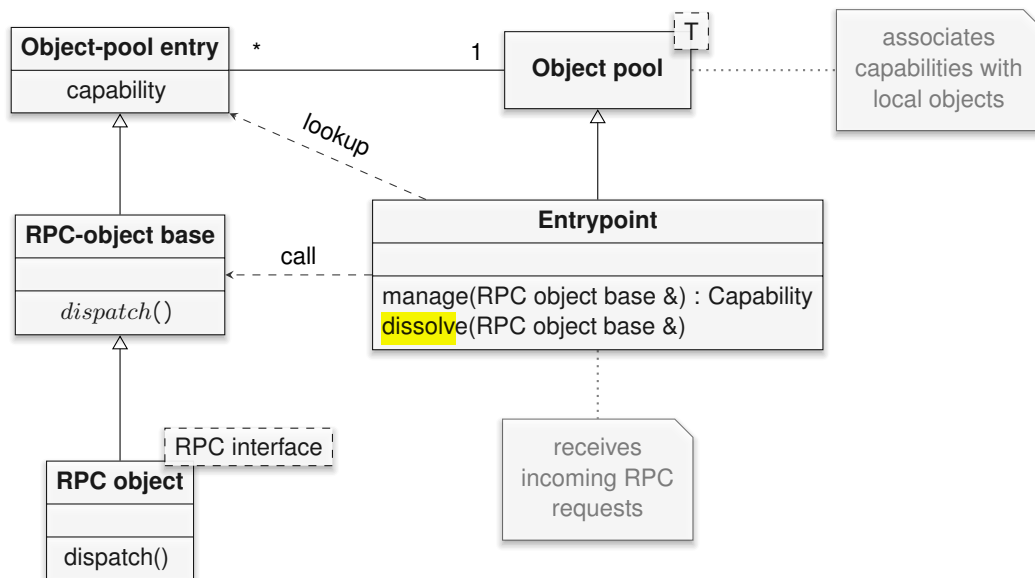 Object-pool entry
capability
*
1
T
Object pool
associates
capabilities with
local objects
lookup
RPC-object base
dispatch()
call
Entrypoint
manage(RPC object base &) : Capability
dissolve(RPC object base &)
RPC interface
RPC object
dispatch()
receives
incoming RPC
requests